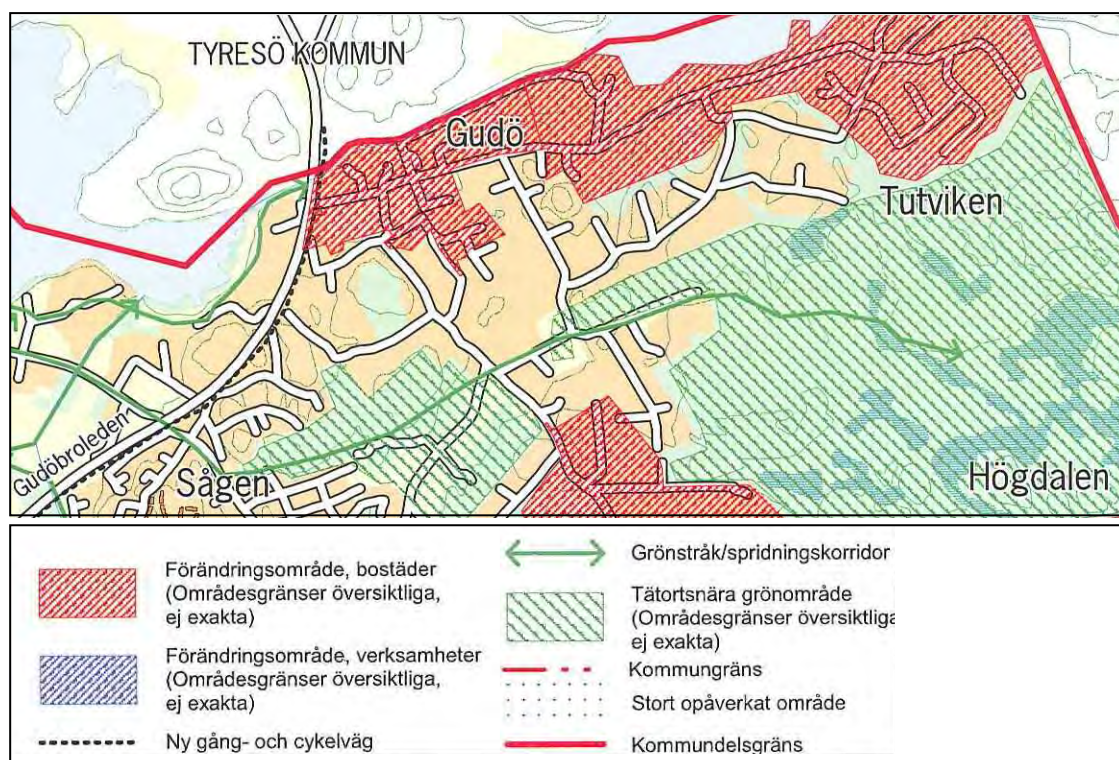 TYRESÖ KOMMUN
Gudö
Tutviken
Gudöbroleden
Sågen
Högdalen
Förändringsområde, bostäder
(Områdesgränser översiktliga,
ej exakta)
Förändringsområde, verksamheter
(Områdesgränser översiktliga,
ej exakta)
Ny gång- och cykelväg
Grönstråk/spridningskorridor
Tätortsnära grönområde
(Områdesgränser översiktliga
ej exakta)
Kommungräns
Stort opåverkat område
Kommundelsgräns